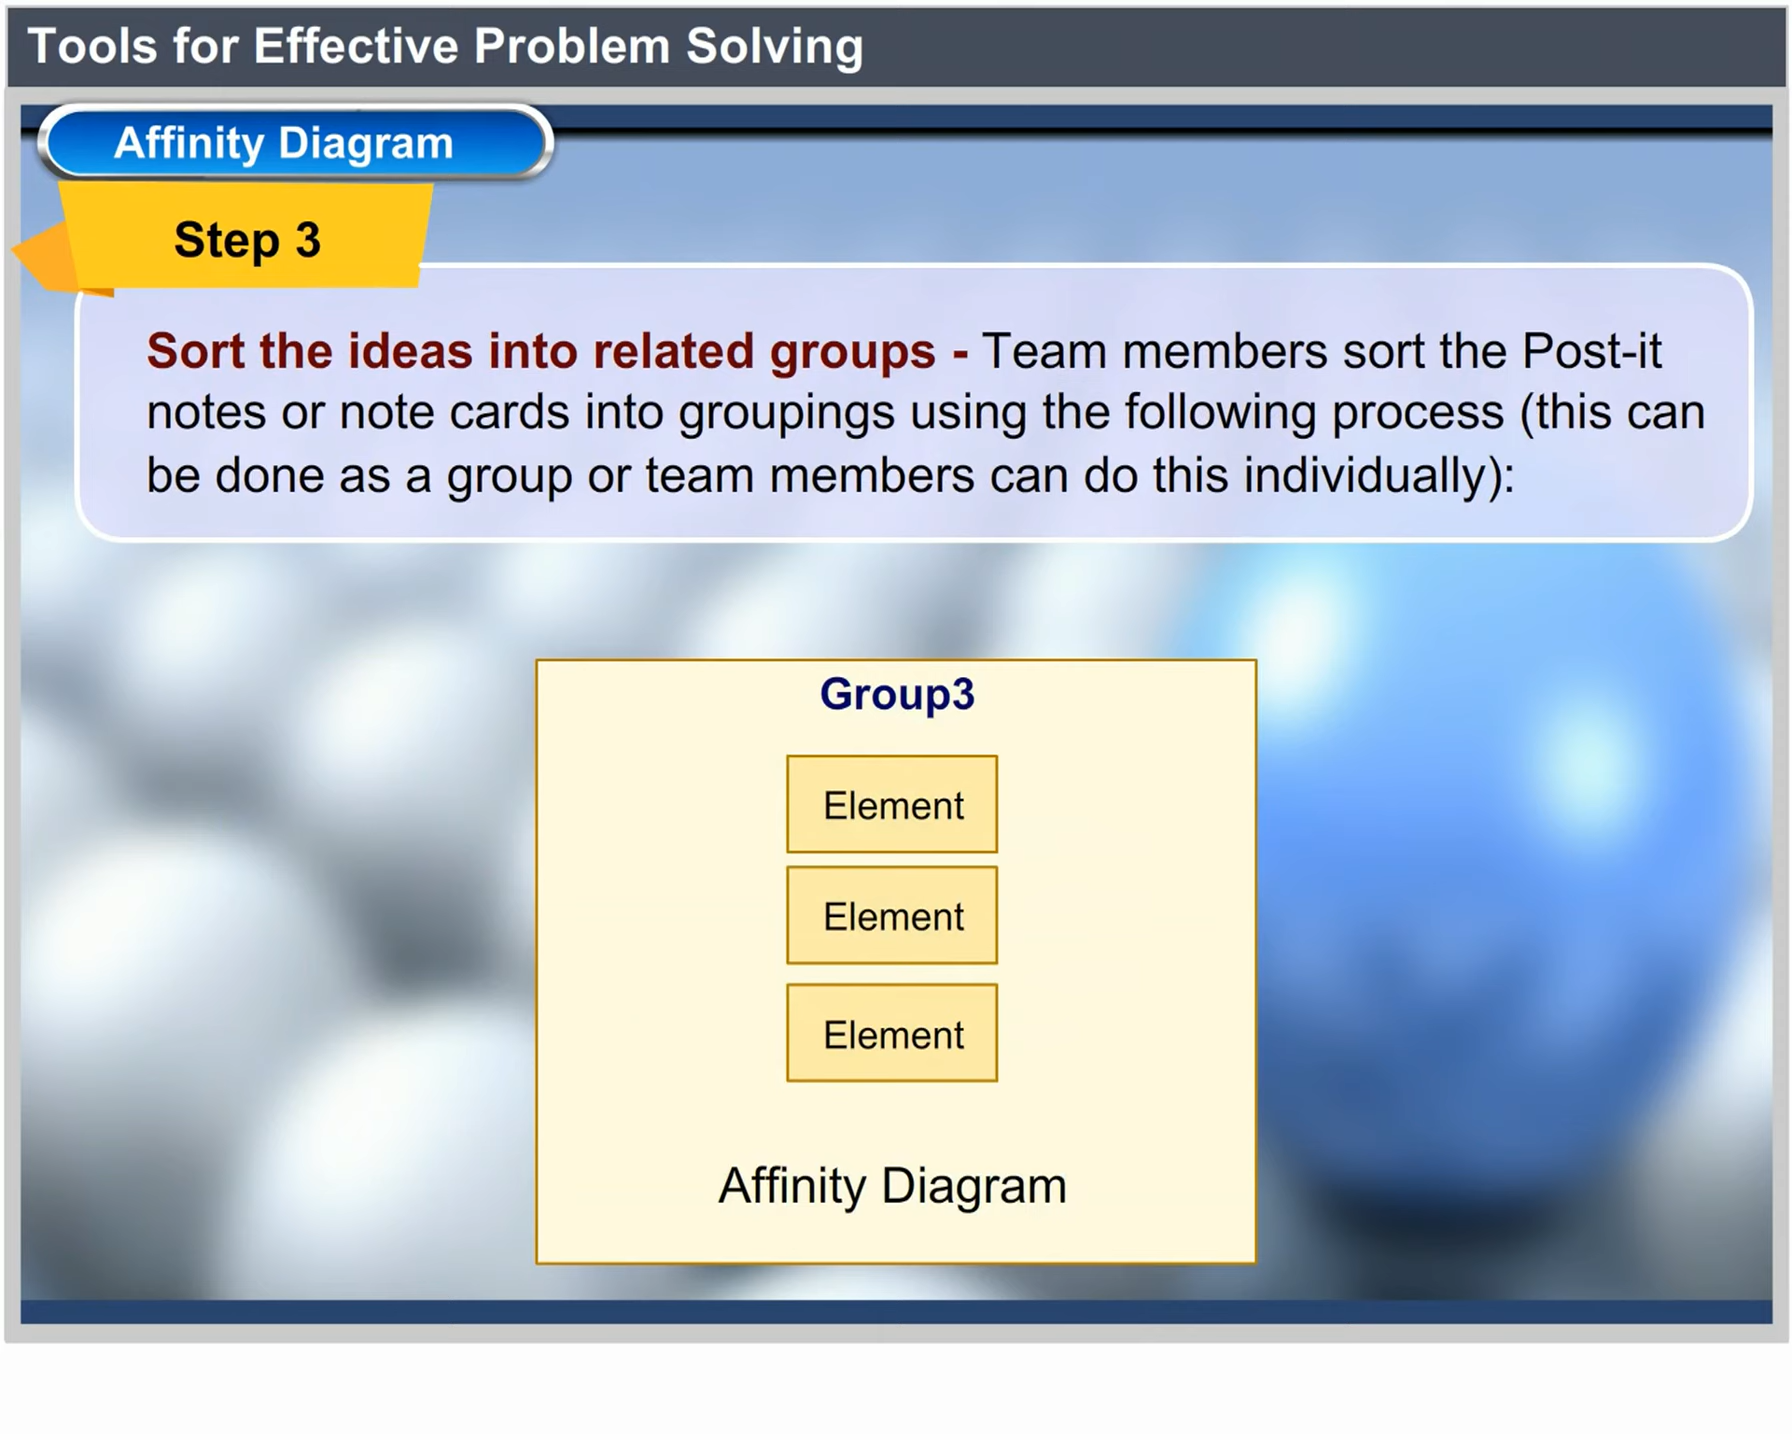 Tools for Effective Problem Solving
Affinity Diagram
Step 3
Sort the ideas into related groups - Team members sort the Post-it
notes or note cards into groupings using the following process (this can
be done as a group or team members can do this individually):
Group3
Element
Element
Element
Affinity Diagram